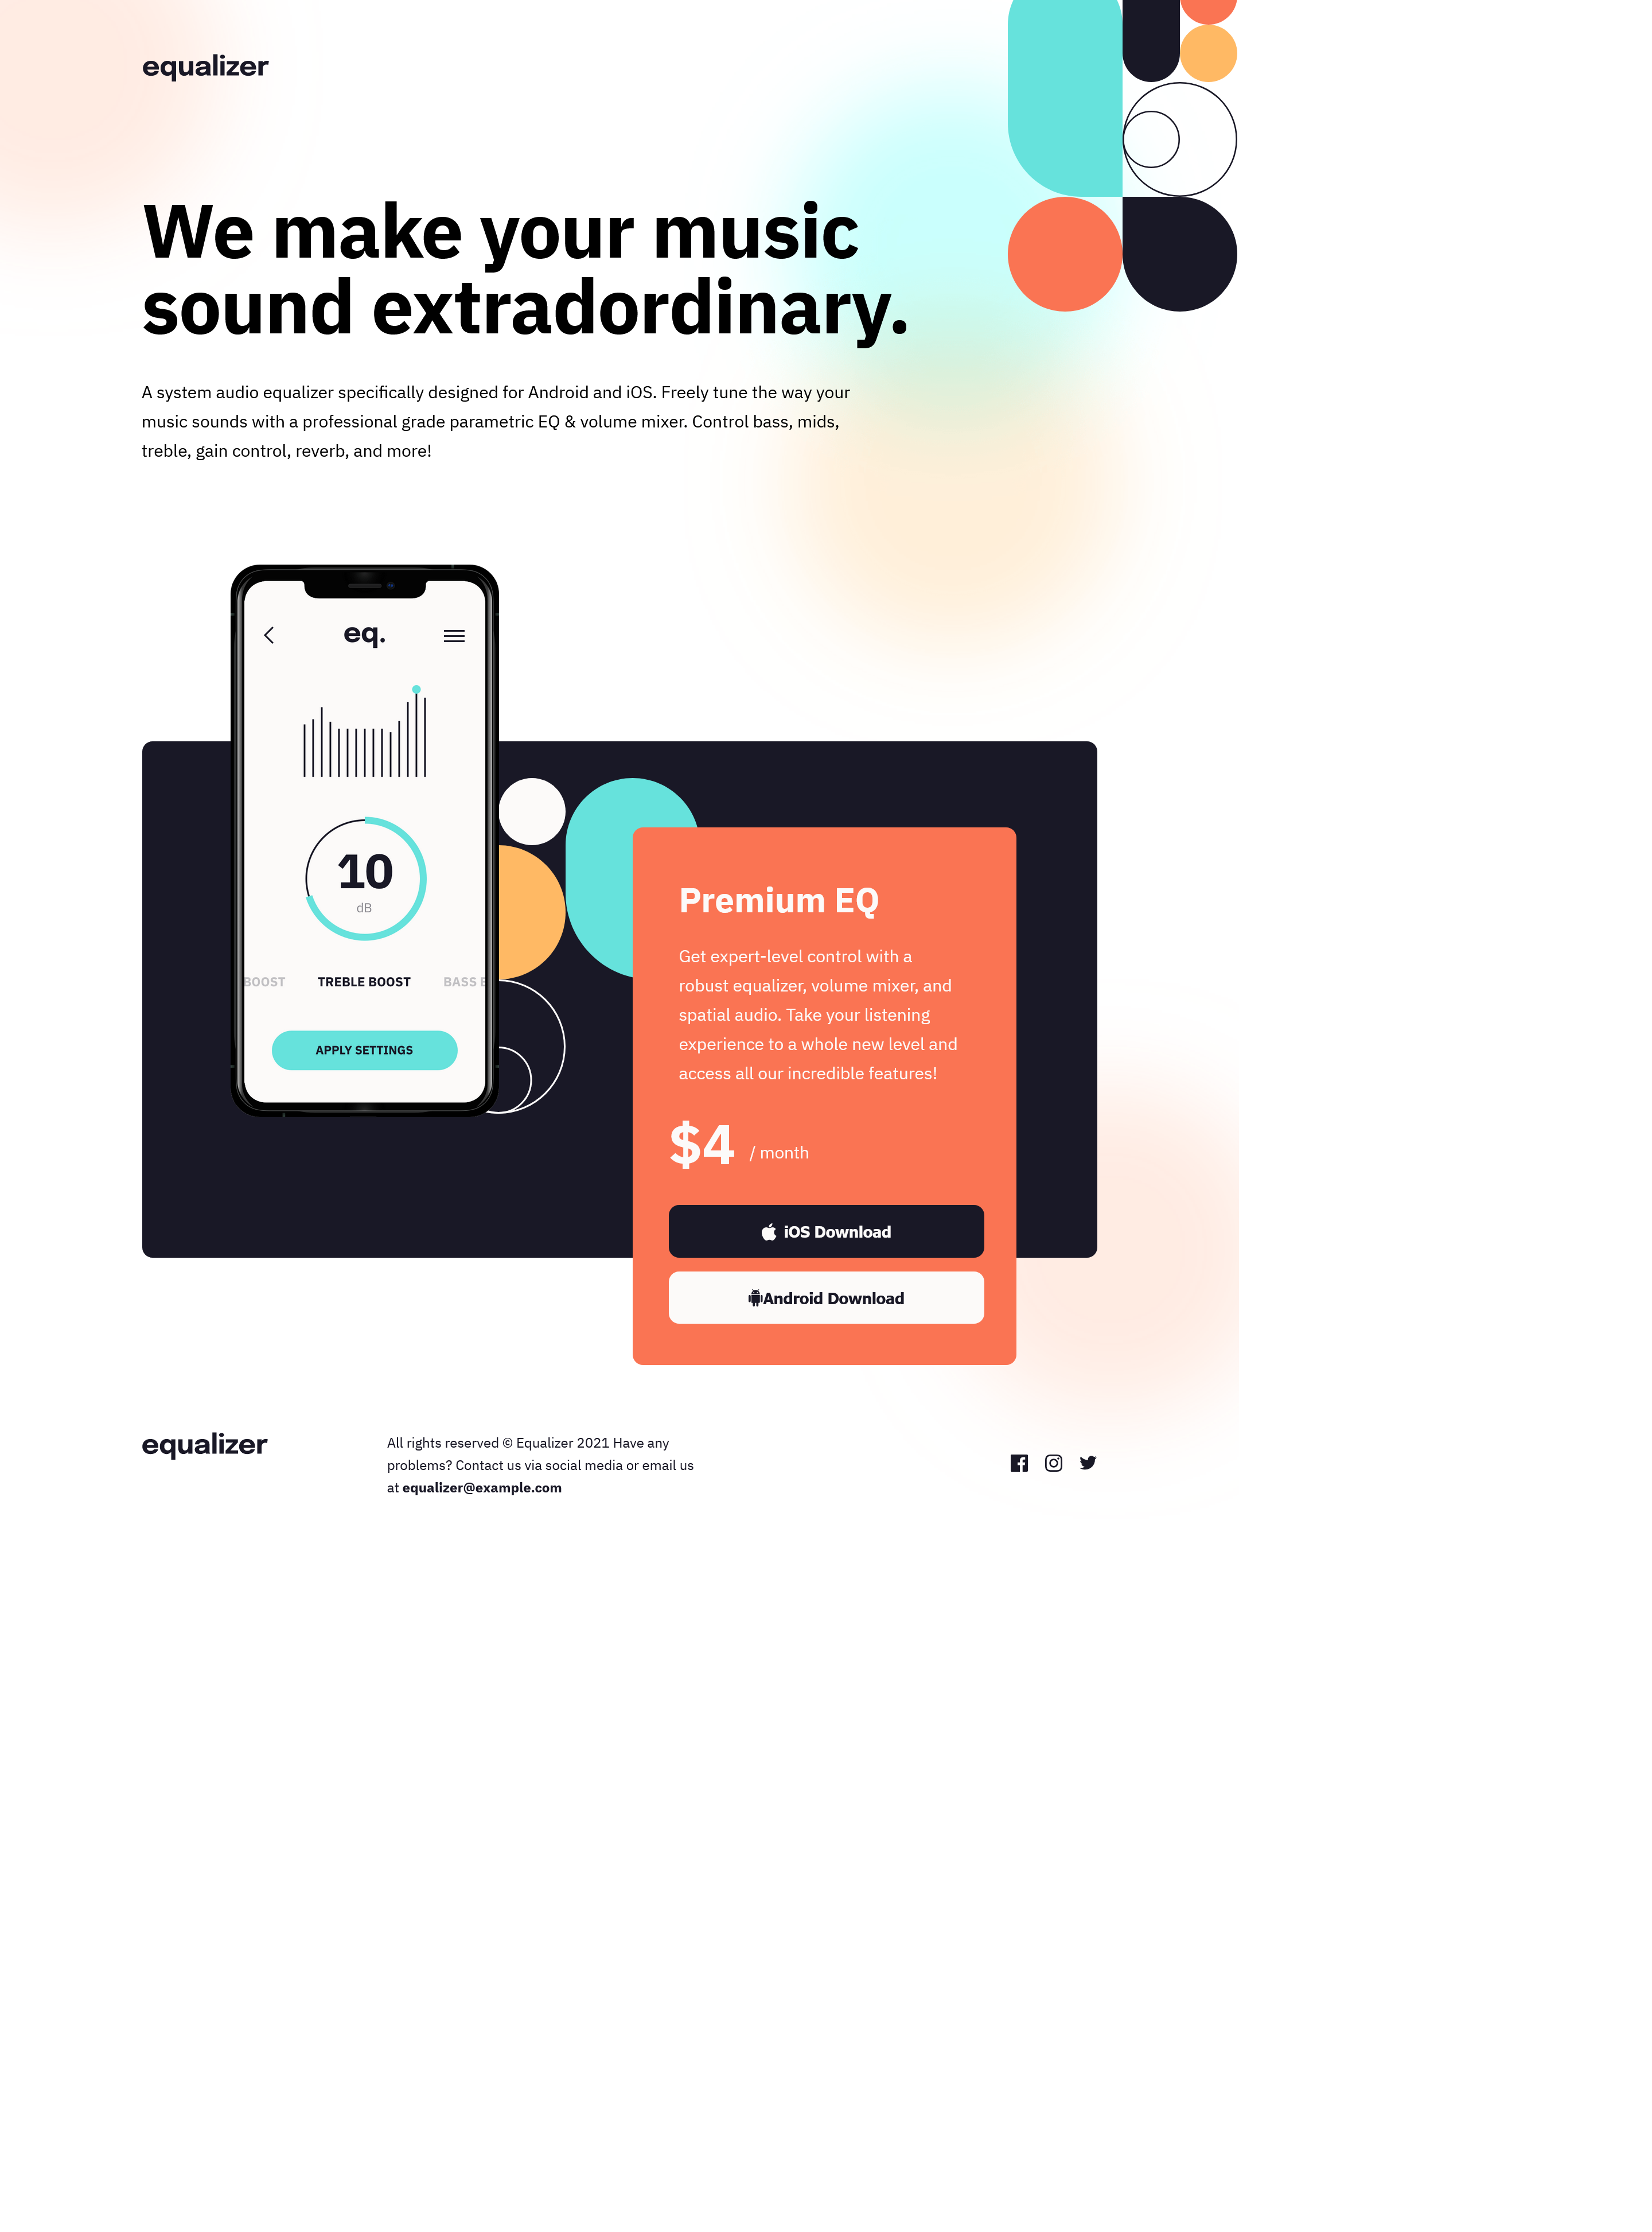 equalizer
We make your music
sound extradordinary.
A system audio equalizer specifically designed for Android and iOS. Freely tune the way your
music sounds with a professional grade parametric EQ & volume mixer. Control bass, mids,
treble, gain control, reverb, and more!
eq.
10
dB
BOOST TREBLE BOOST BASS
APPLY SETTINGS
Premium EQ
Get expert-level control with a
robust equalizer, volume mixer, and
spatial audio. Take your listening
experience to a whole new level and
access all our incredible features!
$4 / month
iOS Download
Android Download
equalizer
All rights reserved © Equalizer 2021 Have any
problems? Contact us via social media or email us
at equalizer@example.com